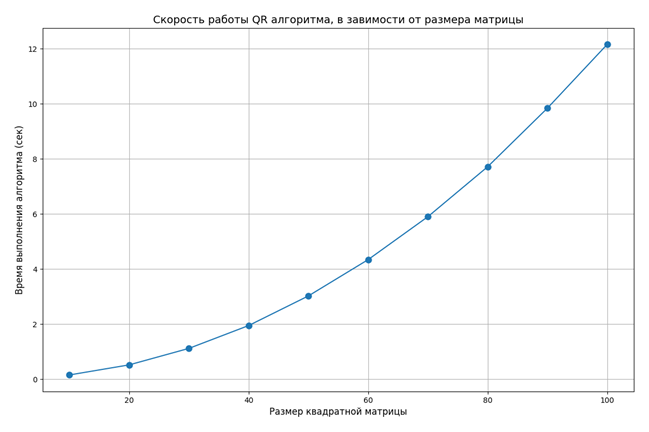 Скорость работы QR алгоритма, в завимости от размера матрицы
Время выполнения алгоритма (сек)
12
10
8
6
4
2
0
20 40 60 80 100
Размер квадратной матрицы